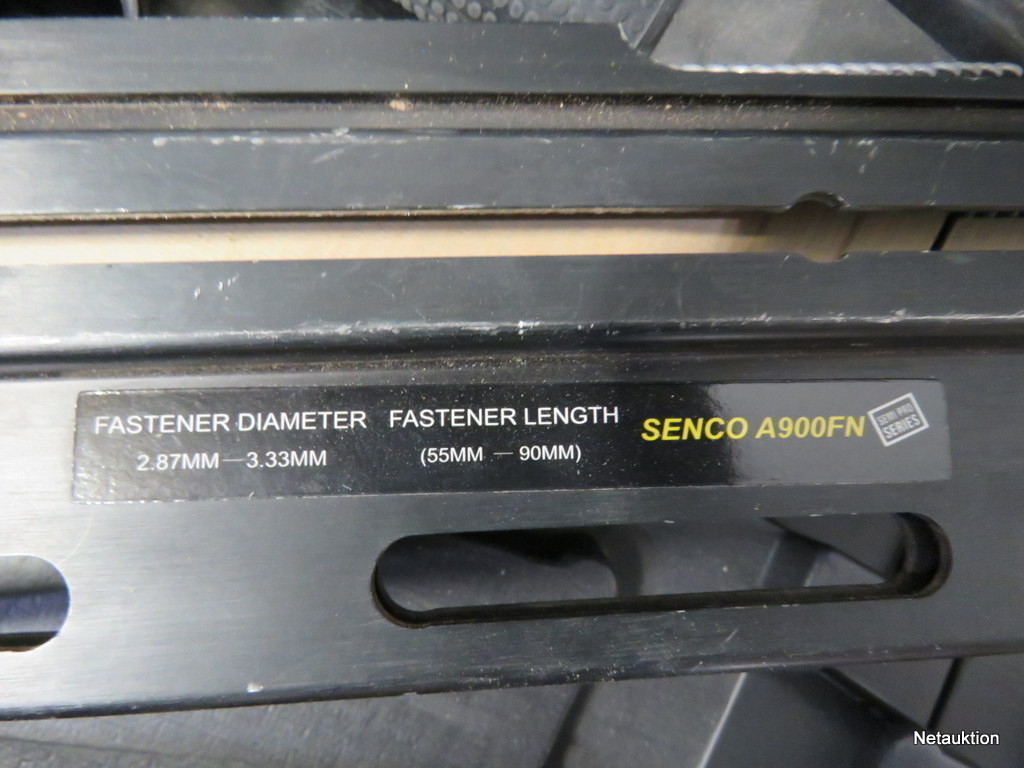 FASTENER DIAMETER FASTENER LENGTH SENCO A900FN SEMI PRO SERIES
2.87MM—3.33MM (55MM — 90MM)
Netauktion